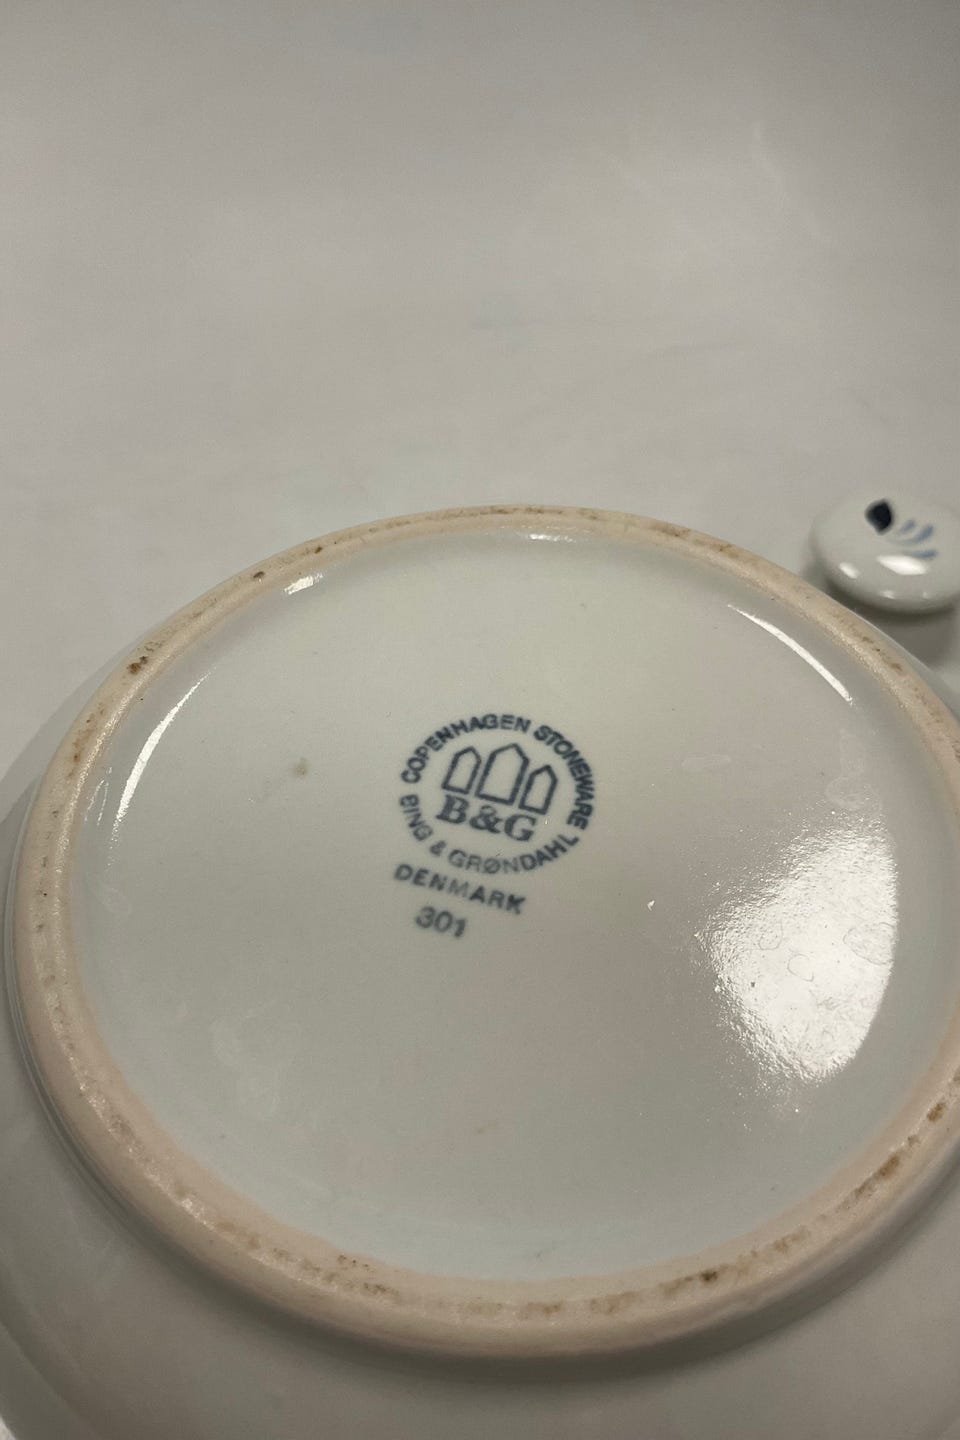 COPENHAGEN STONEWARE
B&G
BING & GRØNDAHL
DENMARK
301